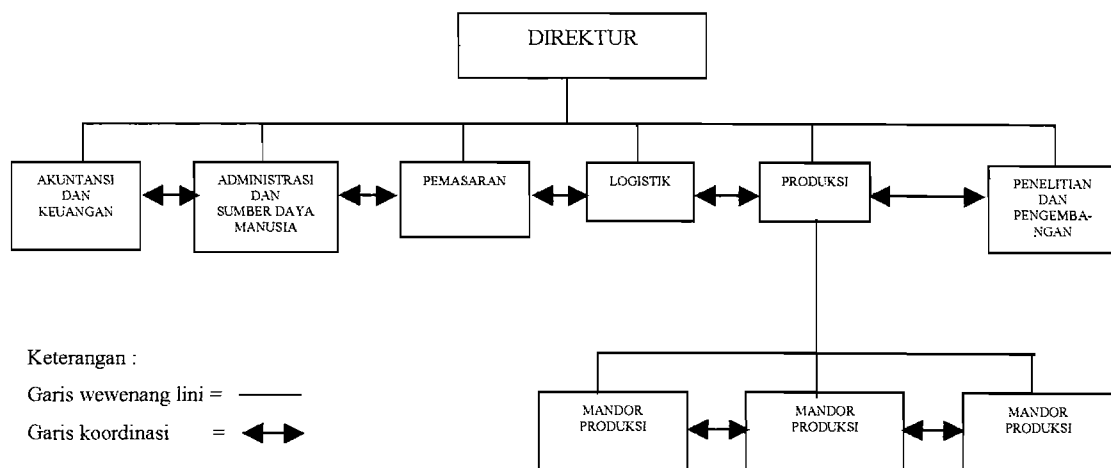 DIREKTUR
AKUNTANSI
DAN
KEUANGAN
ADMINISTRASI
DAN
SUMBER DAYA
MANUSIA
PEMASARAN
LOGISTIK
PRODUKSI
PENELITIAN
DAN
PENGEMBA-
NGAN
Keterangan :
Garis wewenang lini =
Garis koordinasi =
MANDOR
PRODUKSI
MANDOR
PRODUKSI
MANDOR
PRODUKSI